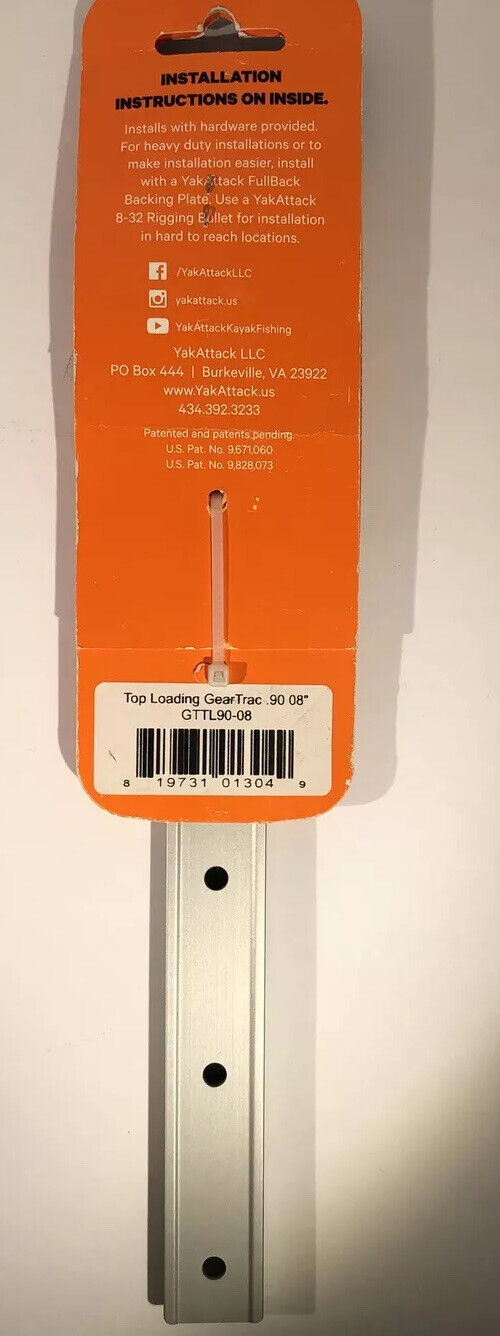 INSTALLATION
INSTRUCTIONS ON INSIDE.
Installs with hardware provided.
For heavy duty installations or to
make installation easier, install
with a YakAttack FullBack
Backing Plate. Use a YakAttack
8-32 Rigging Bullet for installation
in hard to reach locations.
/YakAttackLLC
yakattack.us
YakAttackKayakFishing
YakAttack LLC
PO Box 444 | Burkeville, VA 23922
www.YakAttack.us
434.392.3233
Patented and patents pending.
U.S. Pat. No. 9,671,060
U.S. Pat. No. 9,828,073
Top Loading GearTrac .90 08"
GTTL90-08
8 19731 01304 9